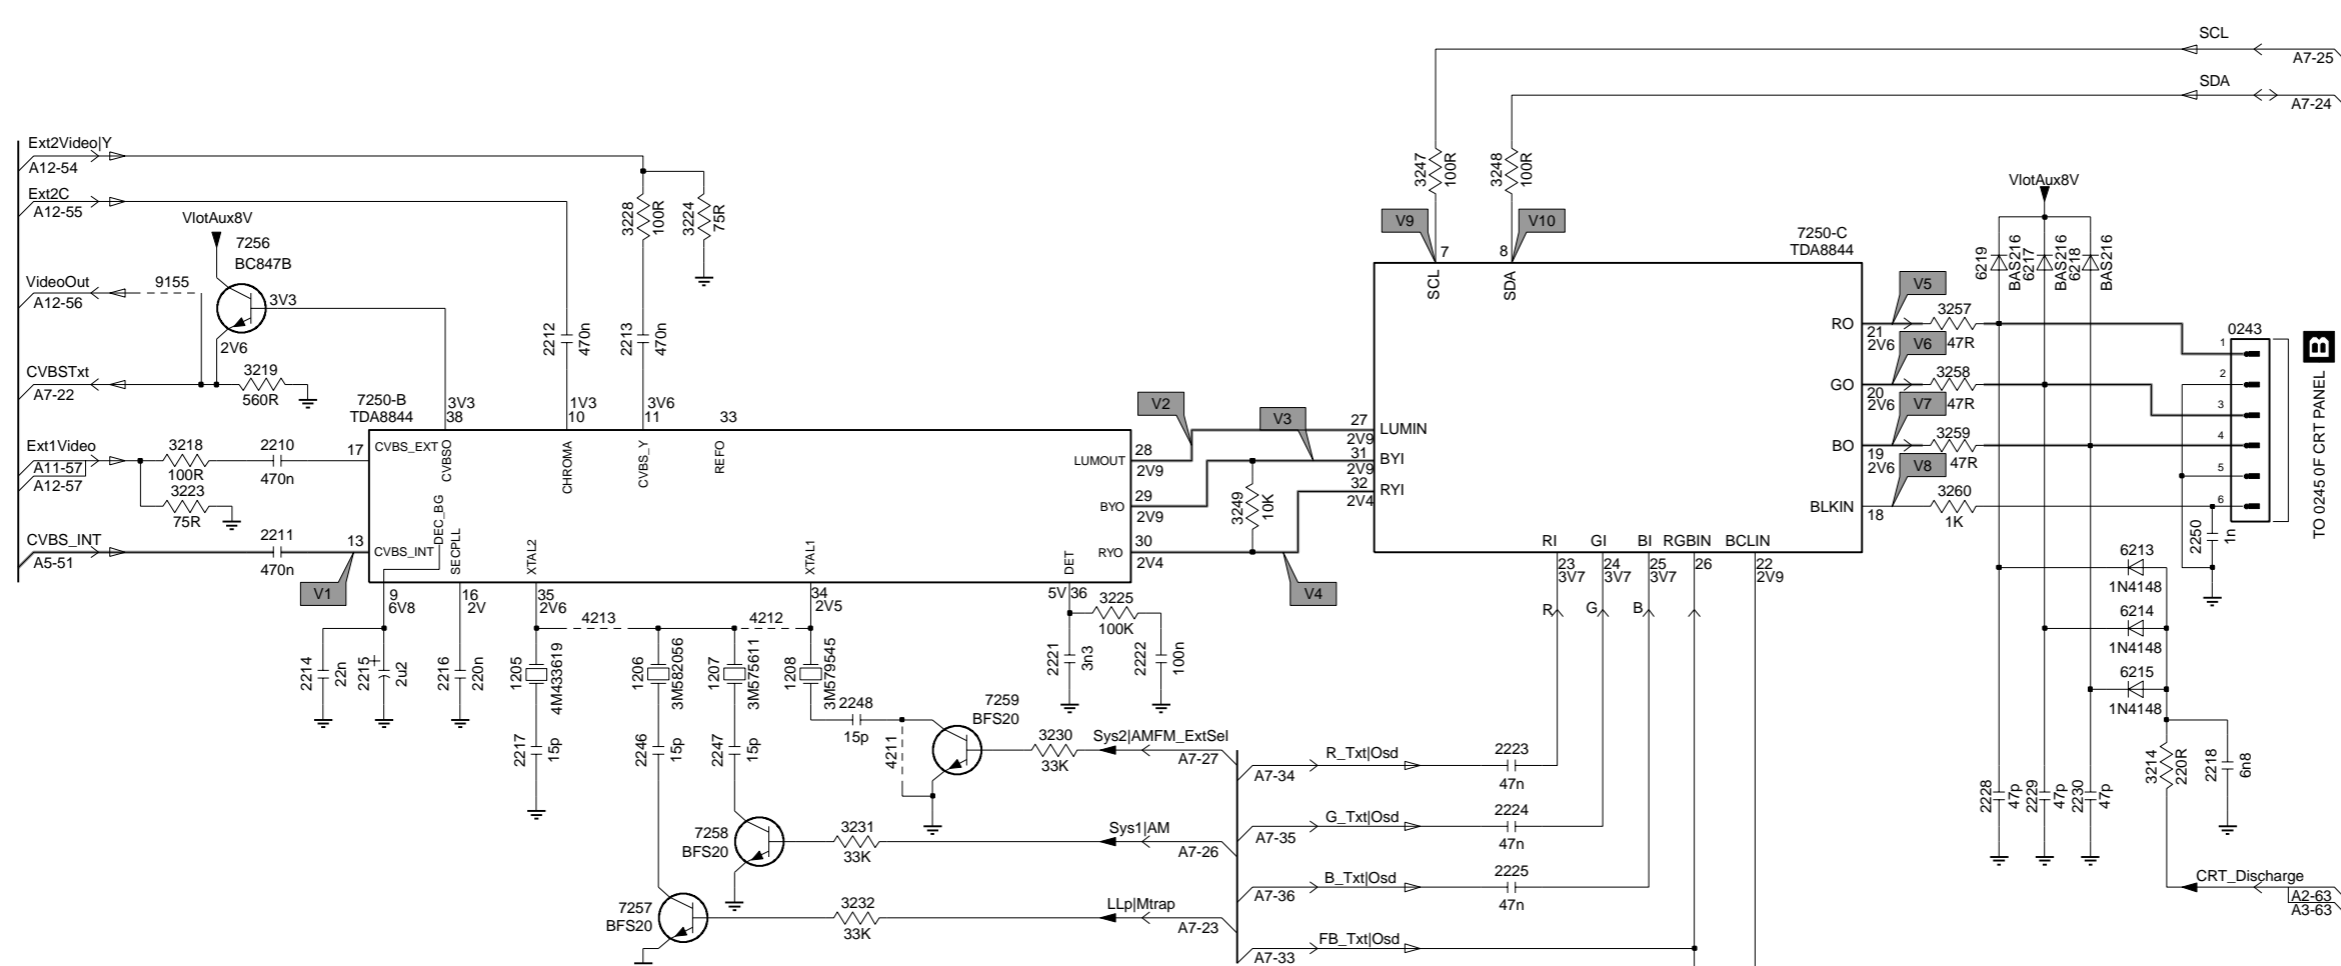 SCL
A7-25
SDA
A7-24
Ext2Video|Y
A12-54
Ext2C
A12-55
VlotAux8V
7256
BC847B
VideoOut
A12-56
9155
3V3
2V6
CVBSTxt
A7-22
3219
560R
3228
100R
3224
75R
2212
470n
2213
470n
7250-B
TDA8844
3V3
38
1V3
10
3V6
11
33
Ext1Video
A11-57
A12-57
3218
100R
2210
470n
17
3223
75R
CVBS_INT
A5-51
2211
470n
13
V1
CVBS_EXT
CVBSO
CHROMA
CVBS_Y
REFO
CVBS_INT
DEC_BG
SECPLL
XTAL2
XTAL1
DET
LUMOUT
BYO
RYO
28
2V9
29
2V9
30
2V4
V2
V3
V4
3249
10K
9
6V8
16
2V
35
2V6
34
2V5
5V
36
4213
4212
3225
100K
2214
22n
2215
+
2u2
2216
220n
1205
4M433619
1206
3M582056
1207
3M575611
1208
3M579545
2221
3n3
2222
100n
2217
15p
2246
15p
2247
15p
2248
15p
4211
7259
BFS20
3230
33K
Sys2|AMFM_ExtSel
A7-27
7258
BFS20
3231
33K
Sys1|AM
A7-26
7257
BFS20
3232
33K
LLp|Mtrap
A7-23
3247
100R
3248
100R
V9
7
V10
8
7250-C
TDA8844
SCL
SDA
27
2V9
31
2V9
32
2V4
LUMIN
BYI
RYI
RO
GO
BO
BLKIN
RI
GI
BI
RGBIN
BCLIN
23
3V7
24
3V7
25
3V7
26
22
2V9
R
G
B
21
2V6
20
2V6
19
2V6
18
V5
V6
V7
V8
3257
47R
3258
47R
3259
47R
3260
1K
VlotAux8V
6219
BAS216
6217
BAS216
6218
BAS216
0243
1
2
3
4
5
6
B
TO 0245 0F CRT PANEL
2250
1n
6213
1N4148
6214
1N4148
6215
1N4148
3214
220R
2218
6n8
2228
47p
2229
47p
2230
47p
CRT_Discharge
A2-63
A3-63
R_Txt|Osd
A7-34
2223
47n
G_Txt|Osd
A7-35
2224
47n
B_Txt|Osd
A7-36
2225
47n
FB_Txt|Osd
A7-33